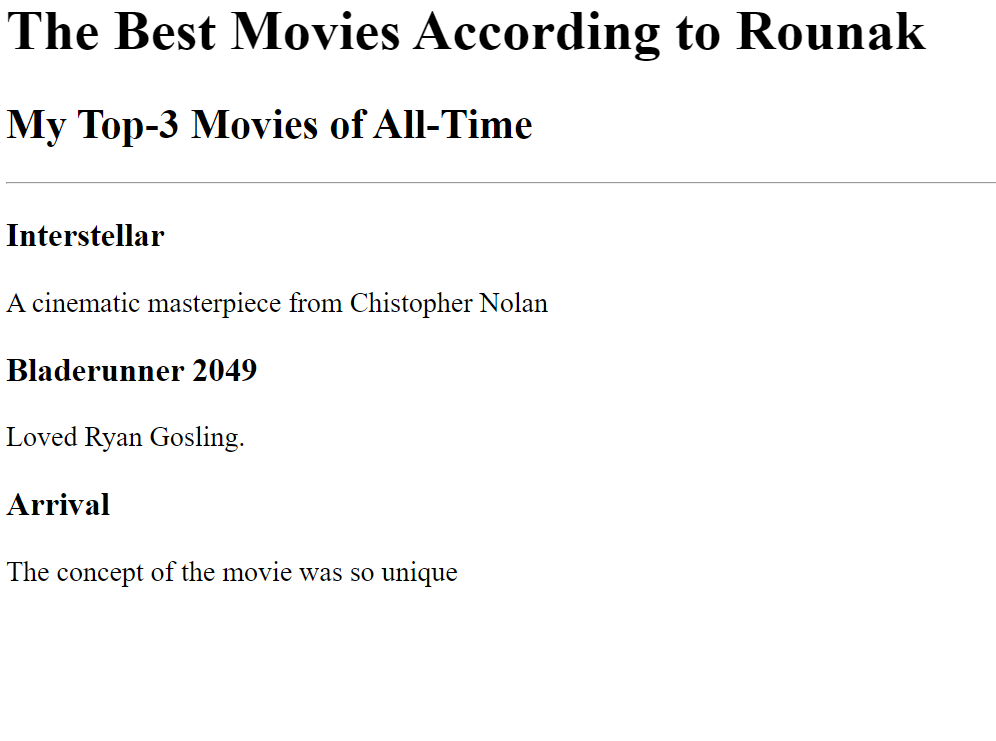 The Best Movies According to Rounak
My Top-3 Movies of All-Time
Interstellar
A cinematic masterpiece from Chistopher Nolan
Bladerunner 2049
Loved Ryan Gosling.
Arrival
The concept of the movie was so unique